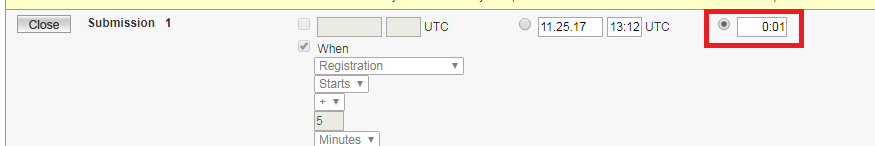 Close Submission 1 UTC 11.25.17 13:12 UTC 0:01
When
Registration
Starts
+
5
Minutes